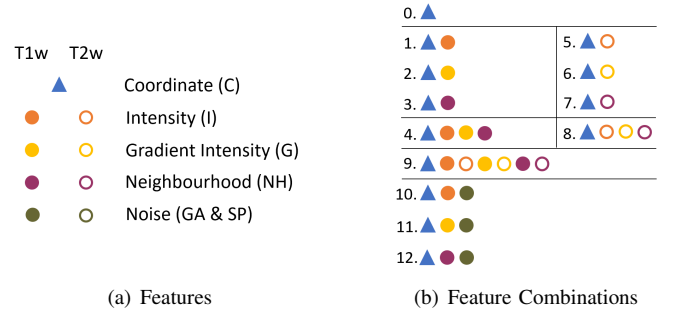 T1w T2w
Coordinate (C)
Intensity (I)
Gradient Intensity (G)
Neighbourhood (NH)
Noise (GA & SP)
(a) Features
0.
1. 5.
2. 6.
3. 7.
4. 8.
9.
10.
11.
12.
(b) Feature Combinations